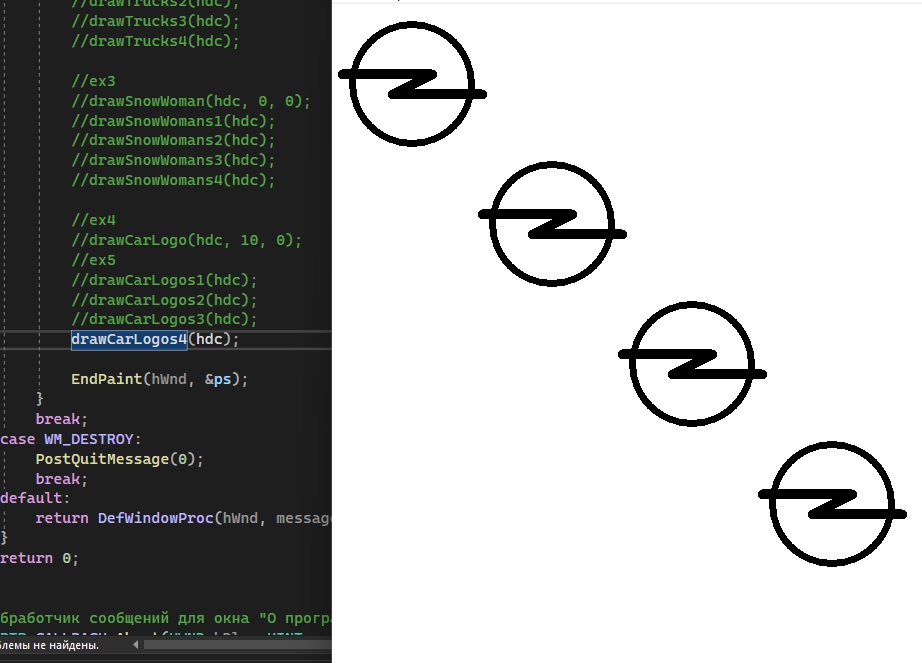 //drawTrucks2(hdc);
//drawTrucks3(hdc);
//drawTrucks4(hdc);
//ex3
//drawSnowWoman(hdc, 0, 0);
//drawSnowWomans1(hdc);
//drawSnowWomans2(hdc);
//drawSnowWomans3(hdc);
//drawSnowWomans4(hdc);
//ex4
//drawCarLogo(hdc, 10, 0);
//ex5
//drawCarLogos1(hdc);
//drawCarLogos2(hdc);
//drawCarLogos3(hdc);
drawCarLogos4(hdc);
EndPaint(hWnd, &ps);
}
break;
case WM_DESTROY:
PostQuitMessage(0);
break;
default:
return DefWindowProc(hWnd, messag
}
return 0;
бработчик сообщений для окна "О програ
блемы не найдены.